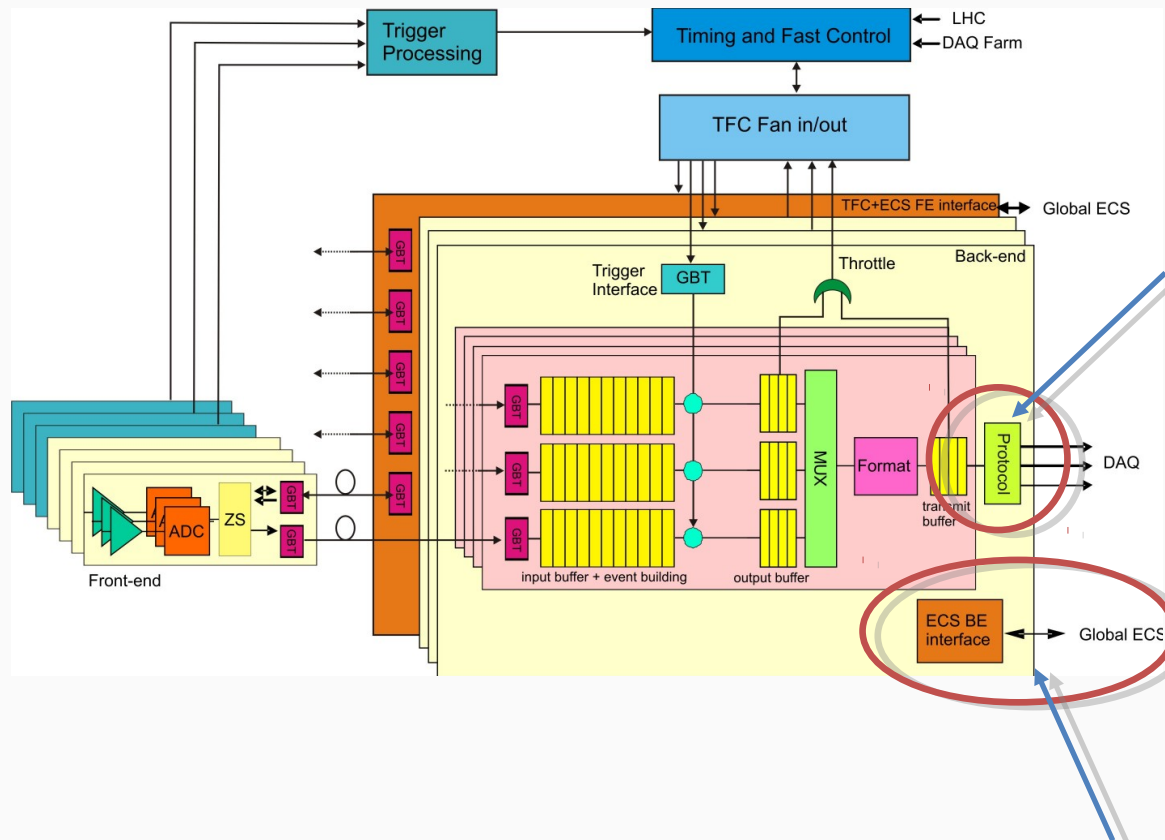 Trigger
Processing
Timing and Fast Control
LHC
DAQ Farm
TFC Fan in/out
TFC+ECS FE interface
Global ECS
Back-end
GBT
Trigger
Interface
GBT
Throttle
GBT
GBT
GBT
GBT
GBT
GBT
GBT
MUX
Format
Protocol
DAQ
transmit
buffer
ADC
ZS
GBT
GBT
GBT
Front-end
input buffer + event building
output buffer
ECS BE
interface
Global ECS